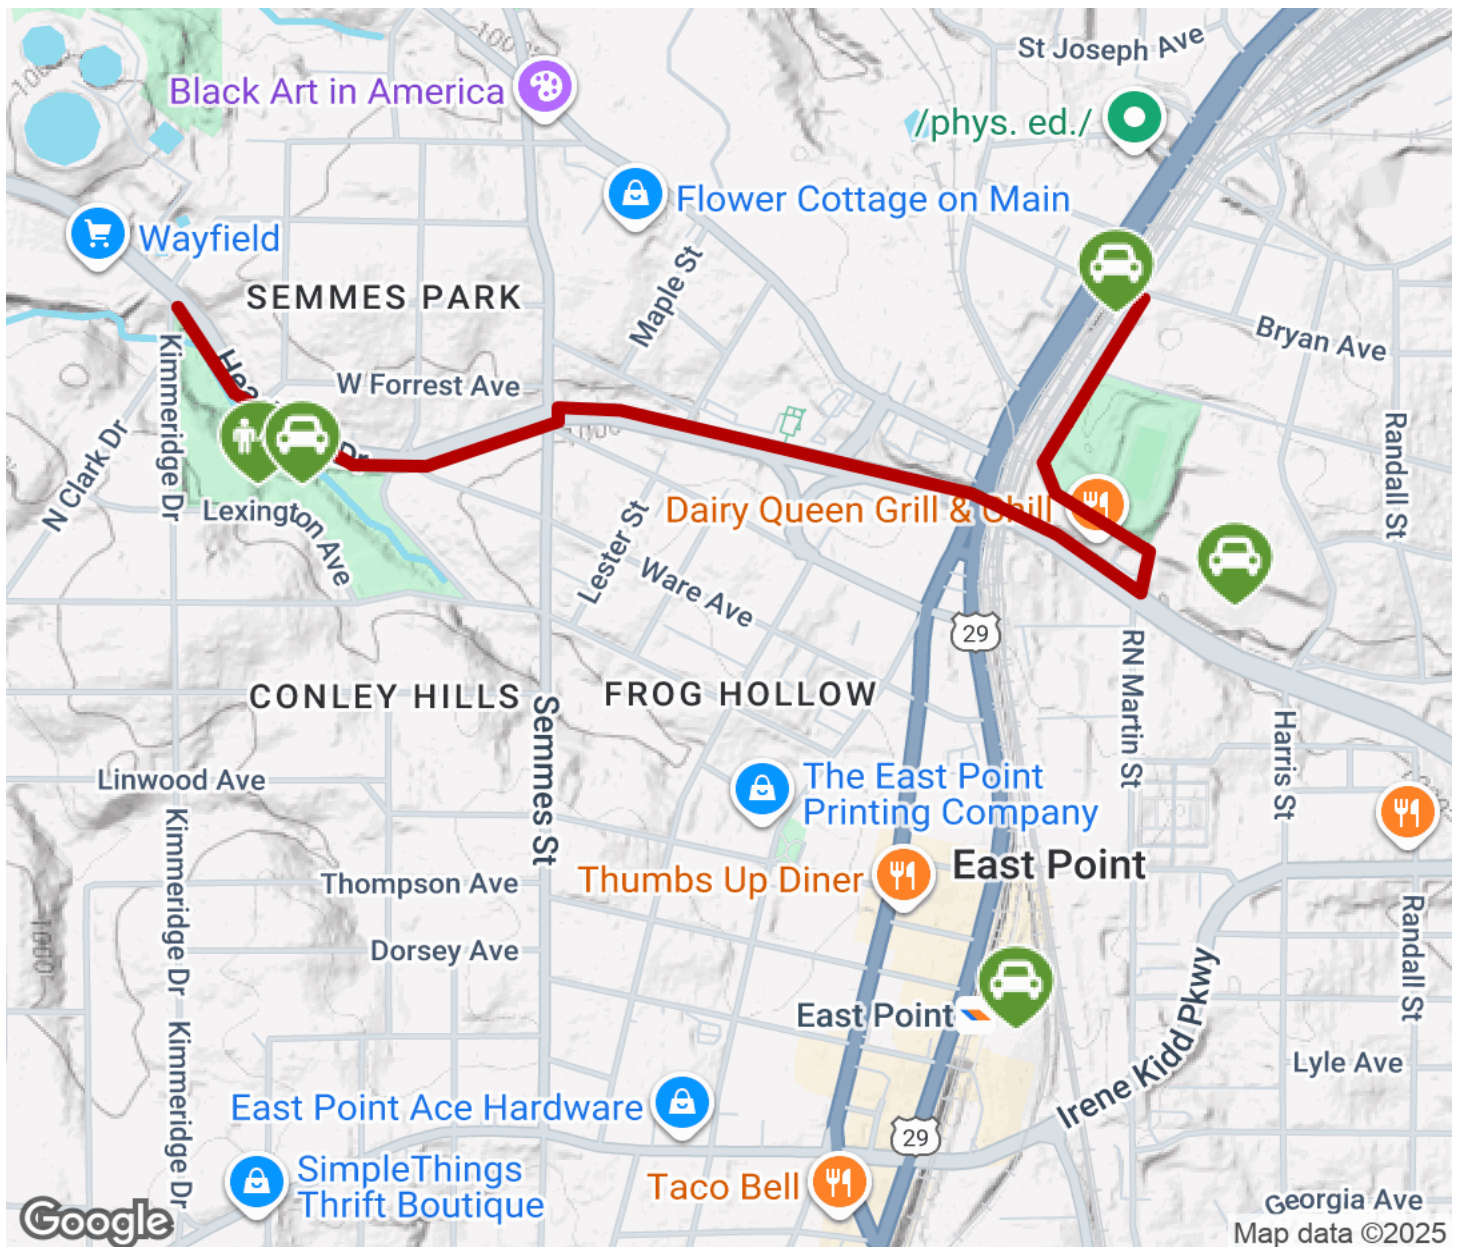 St Joseph Ave
Black Art in America
/phys. ed./
Flower Cottage on Main
Wayfield
SEMMES PARK
Maple St
Bryan Ave
Kimmeridge Dr
W Forrest Ave
Dr
N Clark Dr
Randall St
Lexington Ave
Dairy Queen Grill & Chill
Lester St
Ware Ave
29
RN Martin St
CONLEY HILLS
FROG HOLLOW
Semmes St
Harris St
Linwood Ave
The East Point
Printing Company
Kimmeridge Dr
East Point
Thompson Ave
Thumbs Up Diner
Randall St
Dorsey Ave
East Point
Irene Kidd Pkwy
Kimmeridge Dr
Lyle Ave
East Point Ace Hardware
29
SimpleThings
Thrift Boutique
Taco Bell
Georgia Ave
Google
Map data ©2025